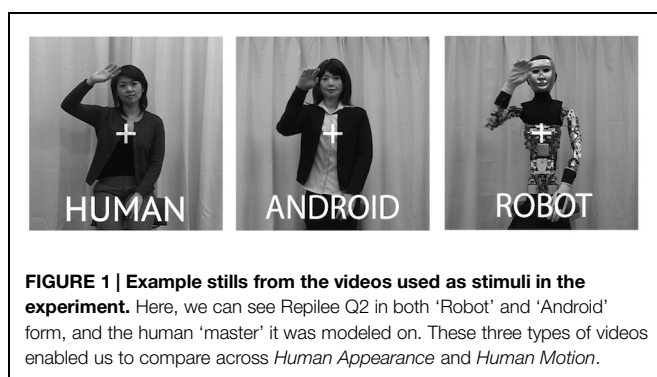 HUMAN
ANDROID
ROBOT
FIGURE 1 | Example stills from the videos used as stimuli in the
experiment. Here, we can see Repilee Q2 in both ‘Robot’ and ‘Android’
form, and the human ‘master’ it was modeled on. These three types of videos
enabled us to compare across Human Appearance and Human Motion.